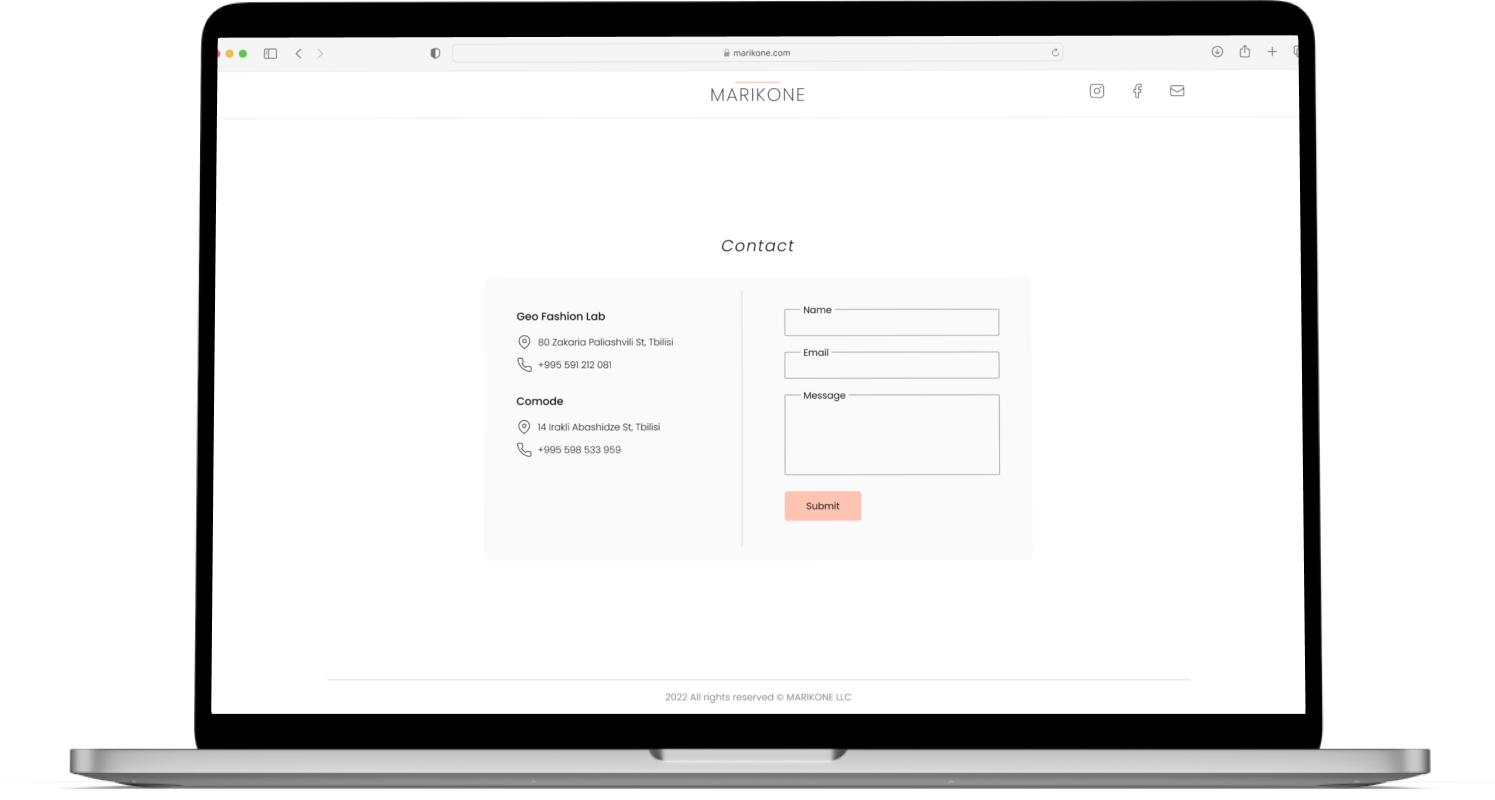 marikone.com
MARIKONE
Contact
Geo Fashion Lab
80 Zakaria Paliashvili St, Tbilisi
+995 591 212 081
Comode
14 Irakli Abashidze St, Tbilisi
+995 598 533 959
Name
Email
Message
Submit
2022 All rights reserved © MARIKONE LLC